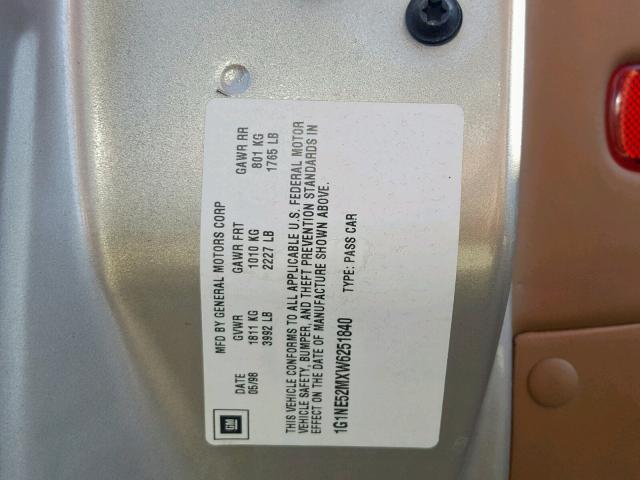 GM
MFD BY GENERAL MOTORS CORP
DATE GVWR GAWR FRT GAWR RR
05/98 1811 KG 1010 KG 801 KG
3992 LB 2227 LB 1765 LB
THIS VEHICLE CONFORMS TO ALL APPLICABLE U.S. FEDERAL MOTOR
VEHICLE SAFETY, BUMPER, AND THEFT PREVENTION STANDARDS IN
EFFECT ON THE DATE OF MANUFACTURE SHOWN ABOVE.
1G1NE52MXW6251840 TYPE: PASS CAR